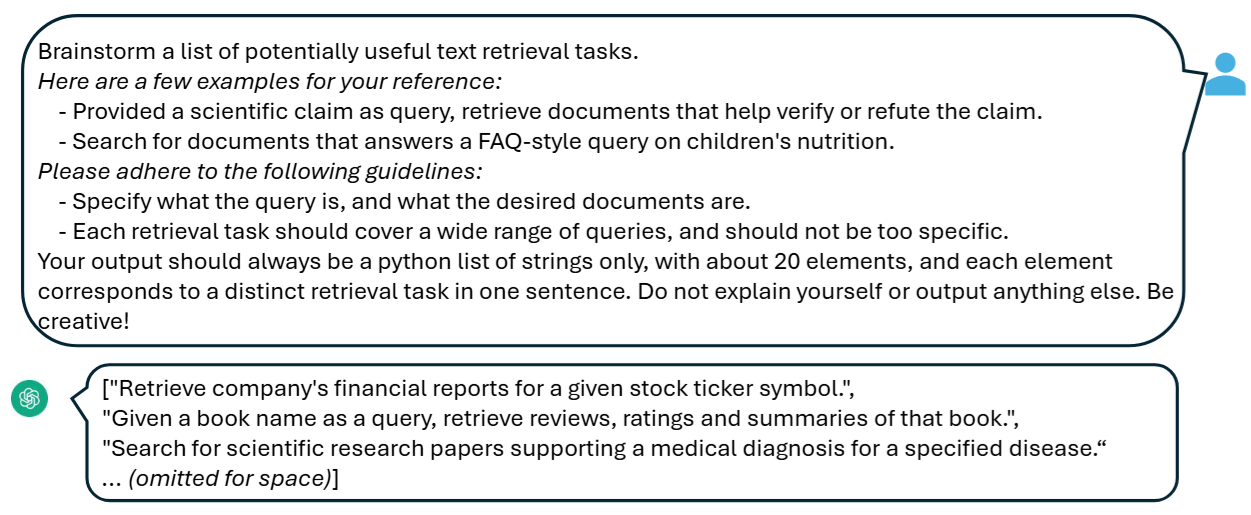 Brainstorm a list of potentially useful text retrieval tasks.
Here are a few examples for your reference:
- Provided a scientific claim as query, retrieve documents that help verify or refute the claim.
- Search for documents that answers a FAQ-style query on children's nutrition.
Please adhere to the following guidelines:
- Specify what the query is, and what the desired documents are.
- Each retrieval task should cover a wide range of queries, and should not be too specific.
Your output should always be a python list of strings only, with about 20 elements, and each element
corresponds to a distinct retrieval task in one sentence. Do not explain yourself or output anything else. Be
creative!
["Retrieve company's financial reports for a given stock ticker symbol.",
"Given a book name as a query, retrieve reviews, ratings and summaries of that book.",
"Search for scientific research papers supporting a medical diagnosis for a specified disease.“
... (omitted for space)]